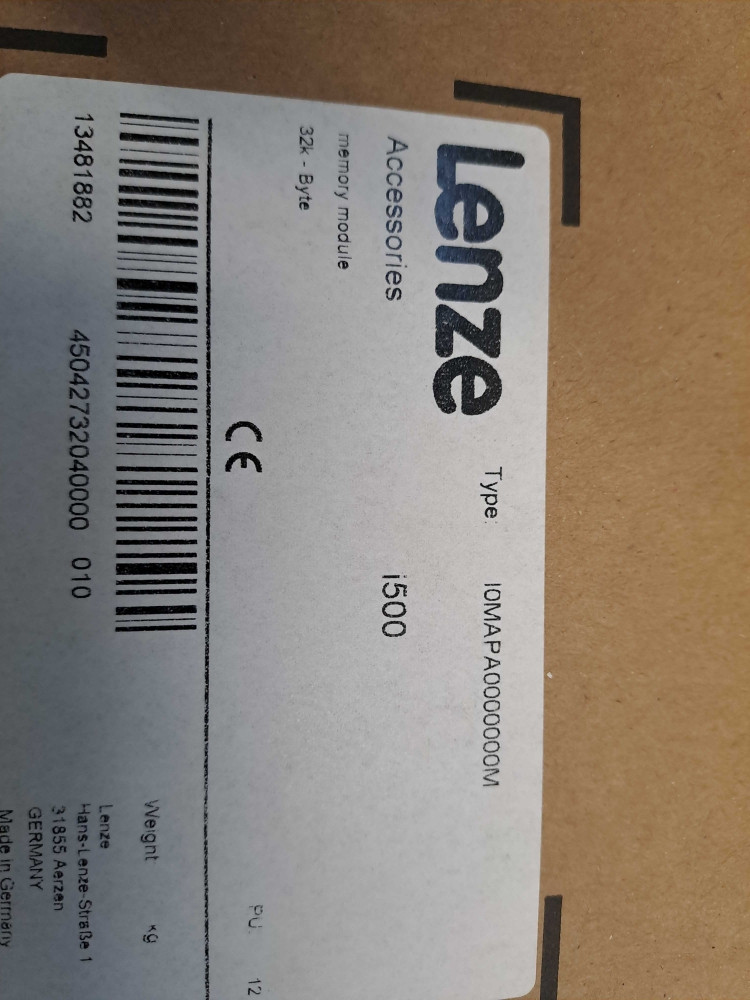 Lenze Type: I0MAPA0000000M
Accessories i500
memory module
32k - Byte
PU: 12
CE
13481882 45042732040000 010
Weight kg
Lenze
Hans-Lenze-Straße 1
31855 Aerzen
GERMANY
Made in Germany